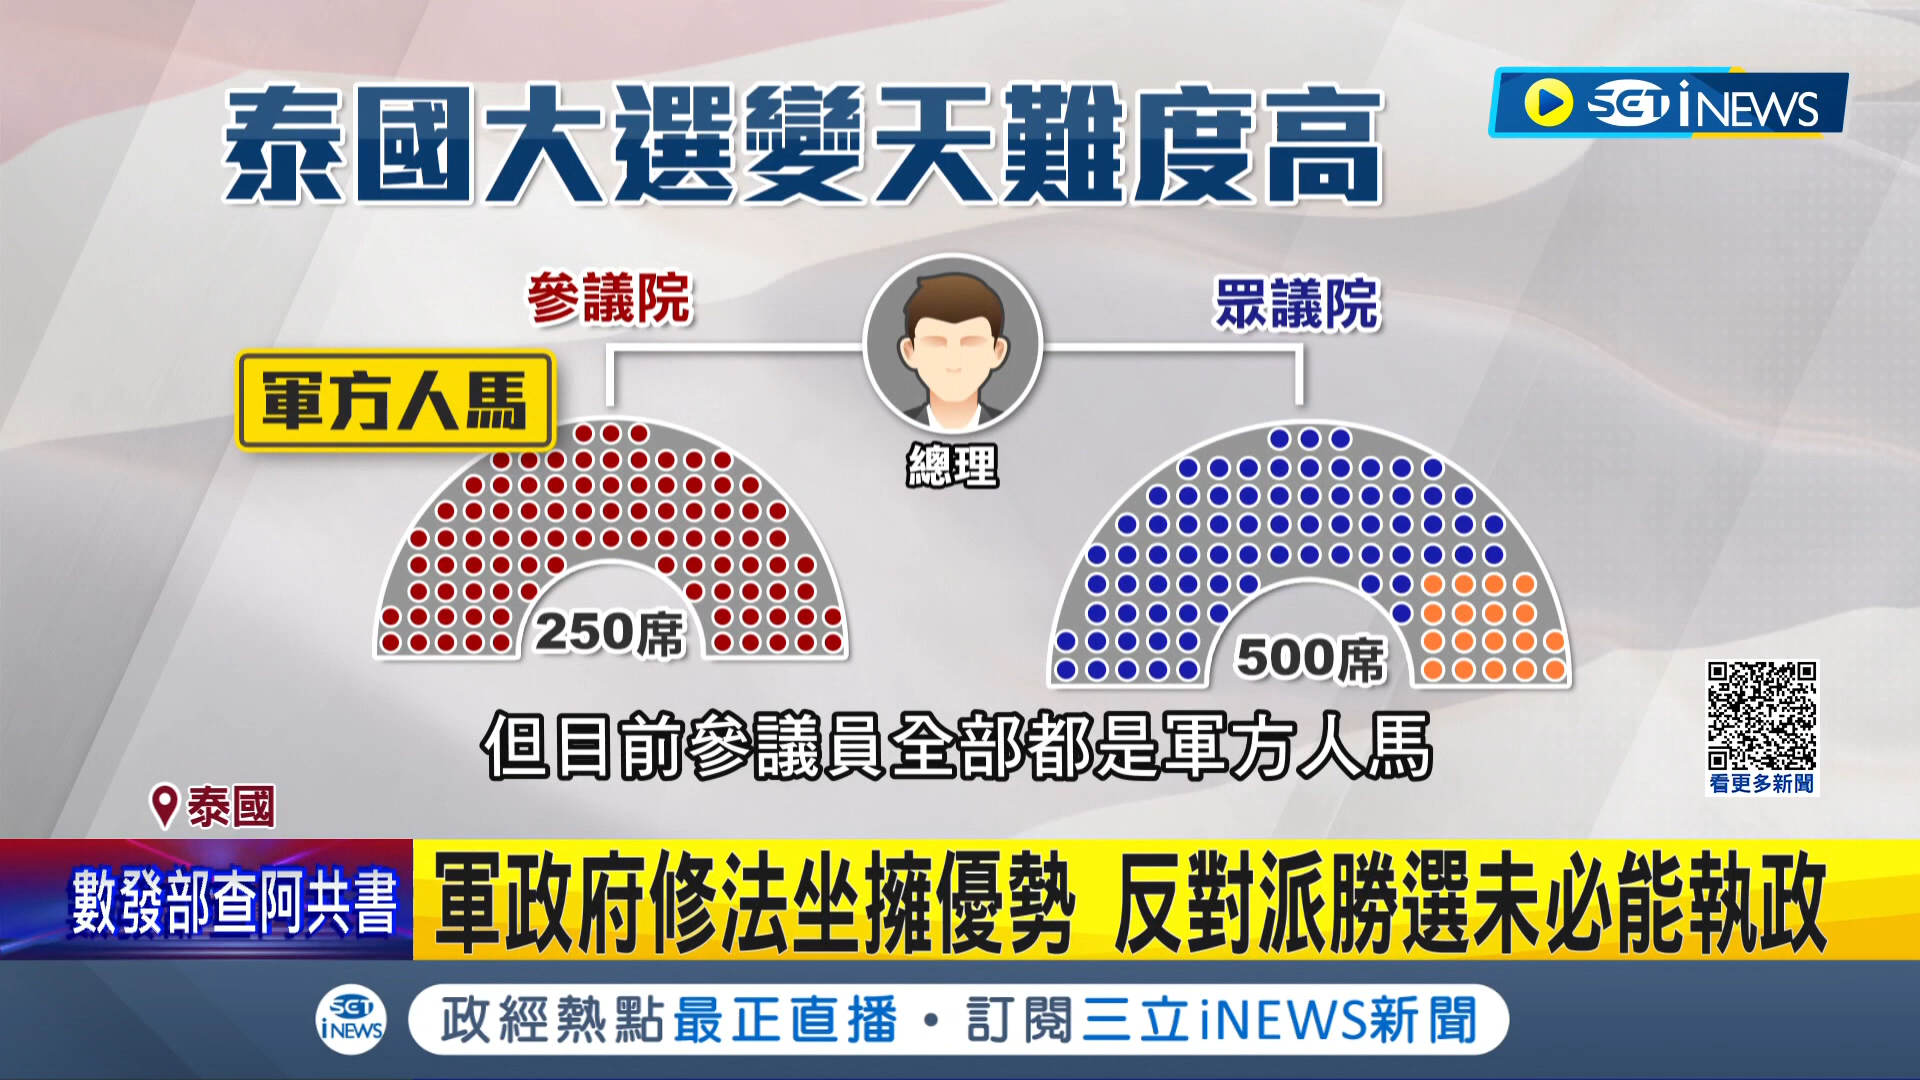 泰國大選變天難度高
SET iNEWS
參議院
眾議院
軍方人馬
總理
250席
500席
但目前參議員全部都是軍方人馬
看更多新聞
泰國
數發部查阿共書
軍政府修法坐擁優勢 反對派勝選未必能執政
SET iNEWS
政經熱點最正直播・訂閱三立iNEWS新聞